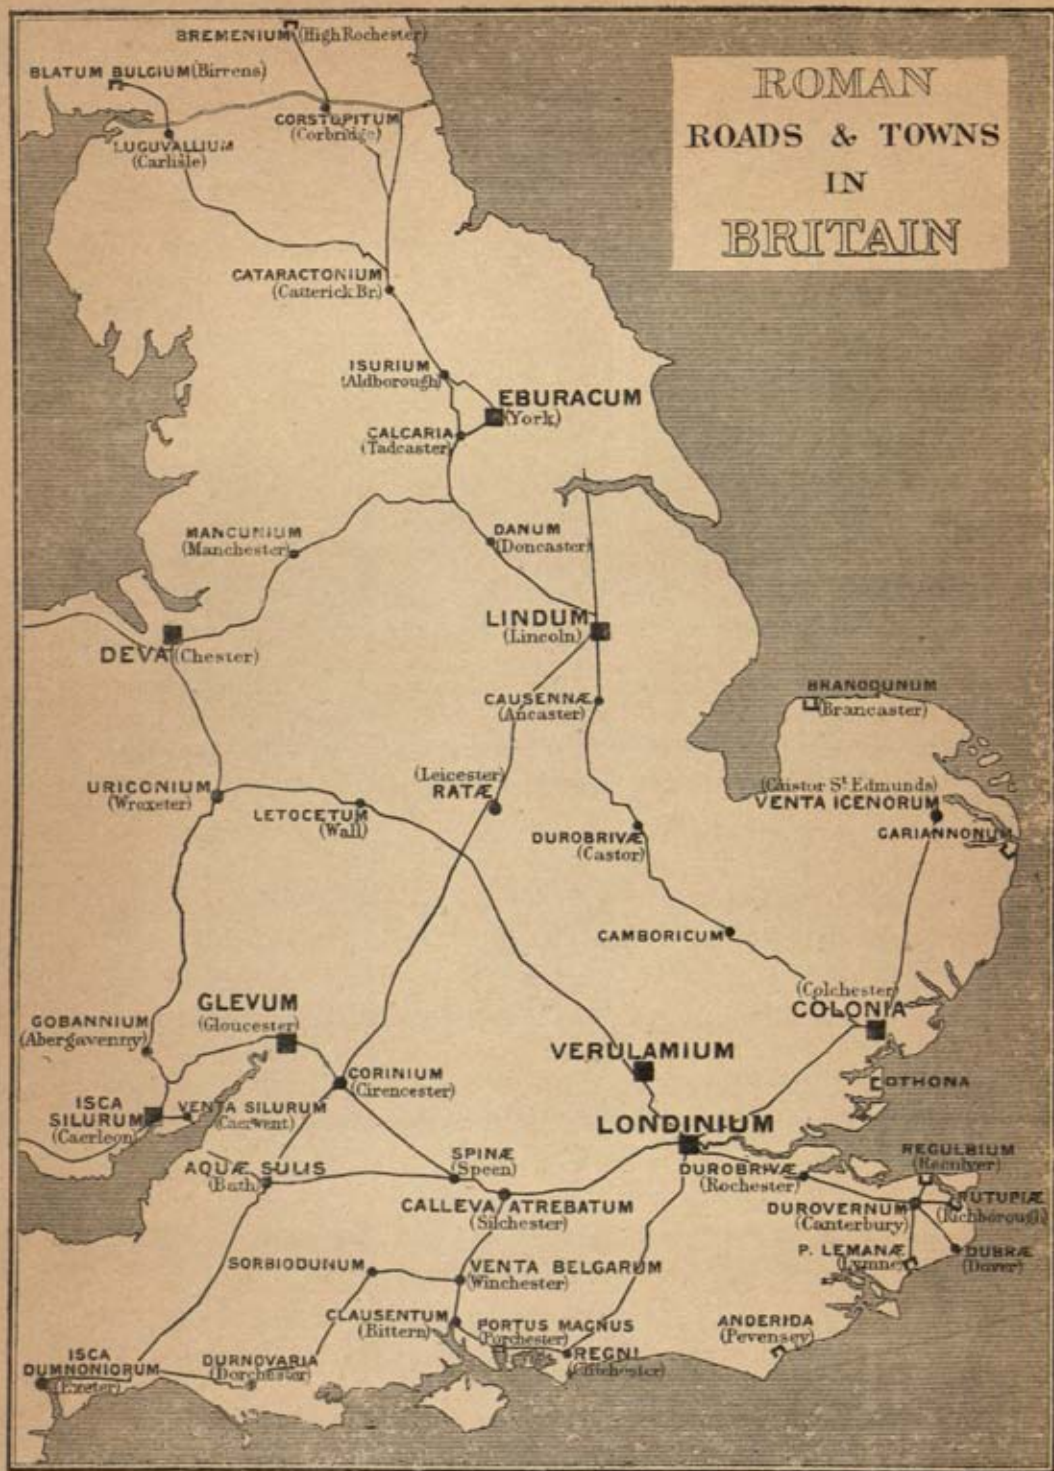 ROMAN
ROADS & TOWNS
IN
BRITAIN
BREMENIUM (High Rochester)
BLATUM BULGIUM (Birrens)
CORSTOPITUM
(Corbridge)
LUGUVALLIUM
(Carlisle)
CATARACTONIUM
(Catterick Br.)
ISURIUM
(Aldborough)
EBURACUM
(York)
CALCARIA
(Tadcaster)
MANCUNIUM
(Manchester)
DANUM
(Doncaster)
LINDUM
(Lincoln)
DEVA (Chester)
CAUSENNÆ
(Ancaster)
BRANODUNUM
(Brancaster)
URICONIUM
(Wroxeter)
LETOCETUM
(Wall)
(Leicester)
RATÆ
(Caistor St. Edmunds)
VENTA ICENORUM
GARIANNONUM
DUROBRIVÆ
(Castor)
CAMBORICUM
(Colchester)
COLONIA
GLEVUM
(Gloucester)
GOBANNIUM
(Abergavenny)
VERULAMIUM
CORINIUM
(Cirencester)
OTHONA
ISCA
SILURUM
(Caerleon)
VENTA SILURUM
(Caerwent)
LONDINIUM
AQUÆ SULIS
(Bath)
SPINÆ
(Speen)
DUROBRIVÆ
(Rochester)
REGULBIUM
(Reculver)
CALLEVA ATREBATUM
(Silchester)
DUROVERNUM
(Canterbury)
RUTUPIÆ
(Richborough)
P. LEMANÆ
(Lymne)
DUBRÆ
(Dover)
SORBIODUNUM
VENTA BELGARUM
(Winchester)
CLAUSENTUM
(Bittern)
PORTUS MAGNUS
(Porchester)
REGNI
(Chichester)
ANDERIDA
(Pevensey)
ISCA
DUMNONIORUM
(Exeter)
DURNOVARIA
(Dorchester)